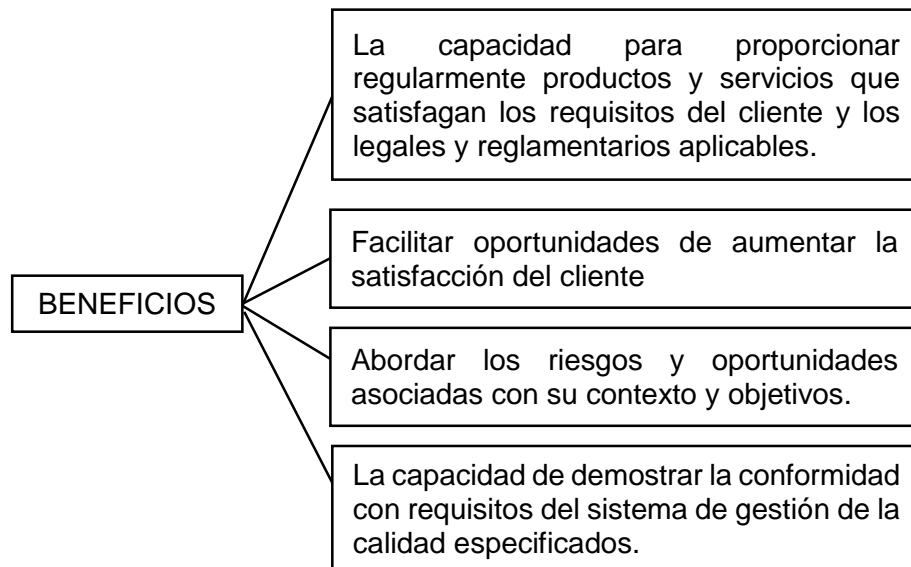 La capacidad para proporcionar
regularmente productos y servicios que
satisfagan los requisitos del cliente y los
legales y reglamentarios aplicables.
Facilitar oportunidades de aumentar la
satisfacción del cliente
BENEFICIOS
Abordar los riesgos y oportunidades
asociadas con su contexto y objetivos.
La capacidad de demostrar la conformidad
con requisitos del sistema de gestión de la
calidad especificados.